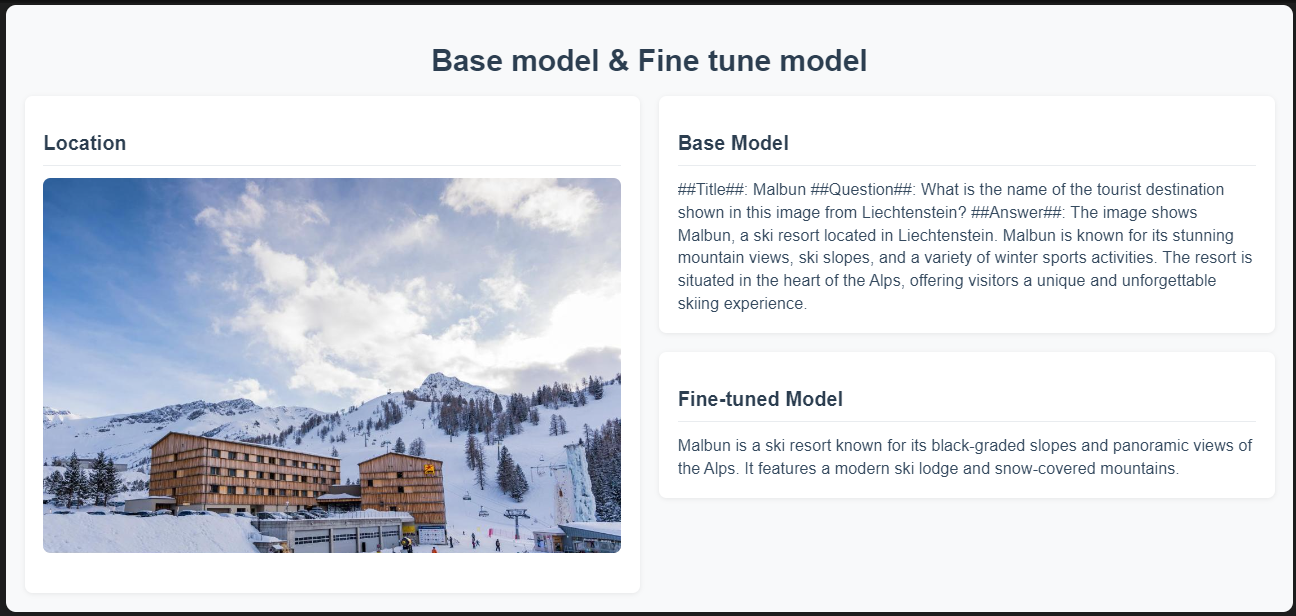 Base model & Fine tune model
Location
Base Model
##Title##: Malbun ##Question##: What is the name of the tourist destination
shown in this image from Liechtenstein? ##Answer##: The image shows
Malbun, a ski resort located in Liechtenstein. Malbun is known for its stunning
mountain views, ski slopes, and a variety of winter sports activities. The resort is
situated in the heart of the Alps, offering visitors a unique and unforgettable
skiing experience.
Fine-tuned Model
Malbun is a ski resort known for its black-graded slopes and panoramic views of
the Alps. It features a modern ski lodge and snow-covered mountains.